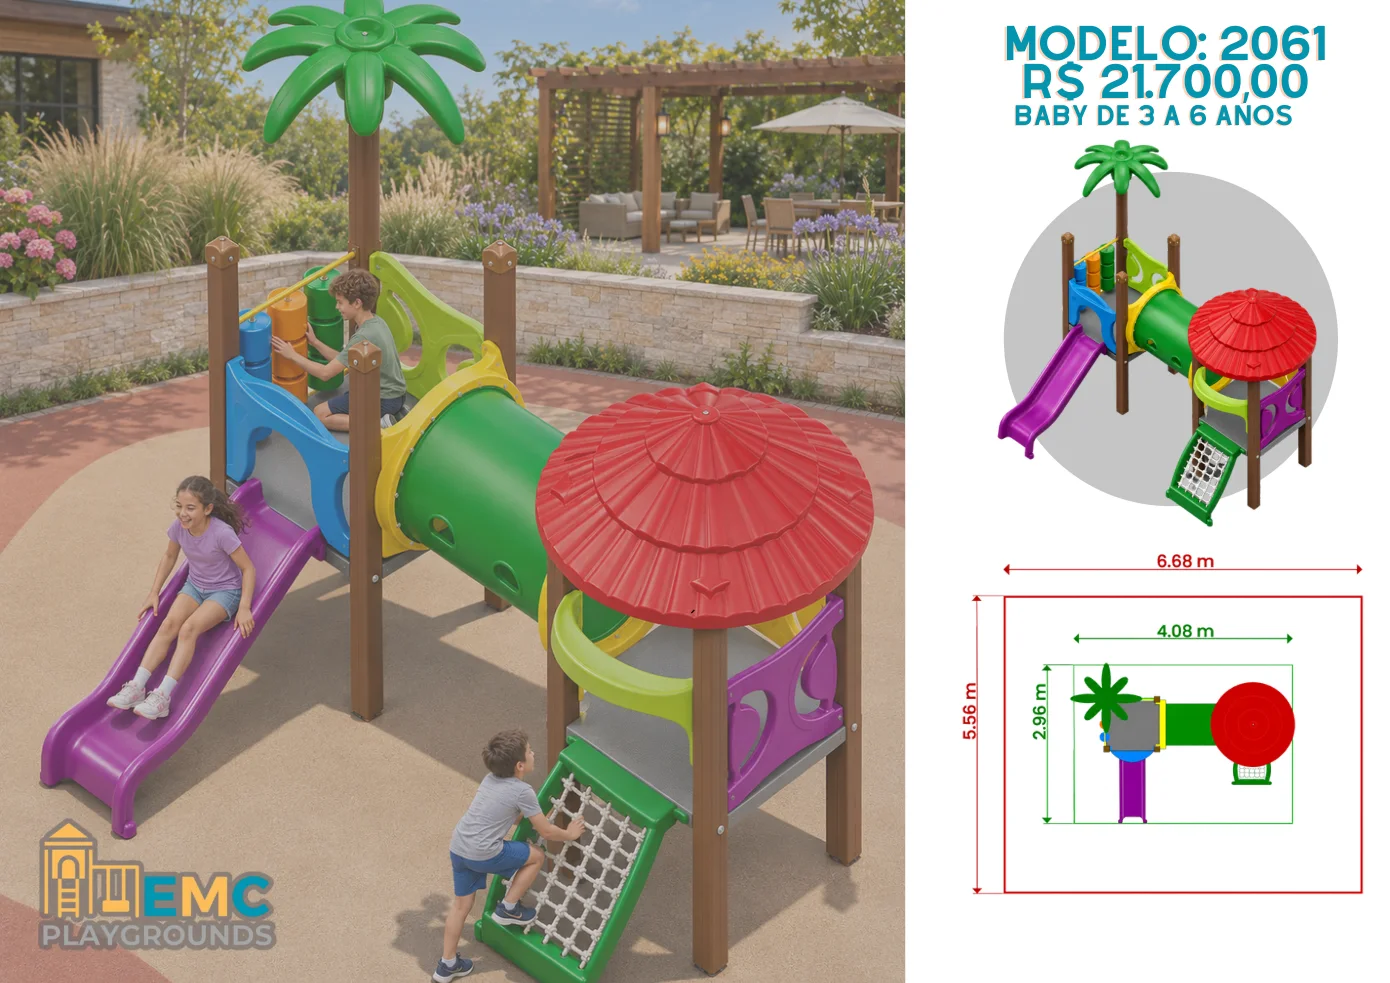 MODELO: 2061
R$ 21.700,00
BABY DE 3 A 6 ANOS
6.68 m
4.08 m
5.56 m
2.96 m
EMC
PLAYGROUNDS